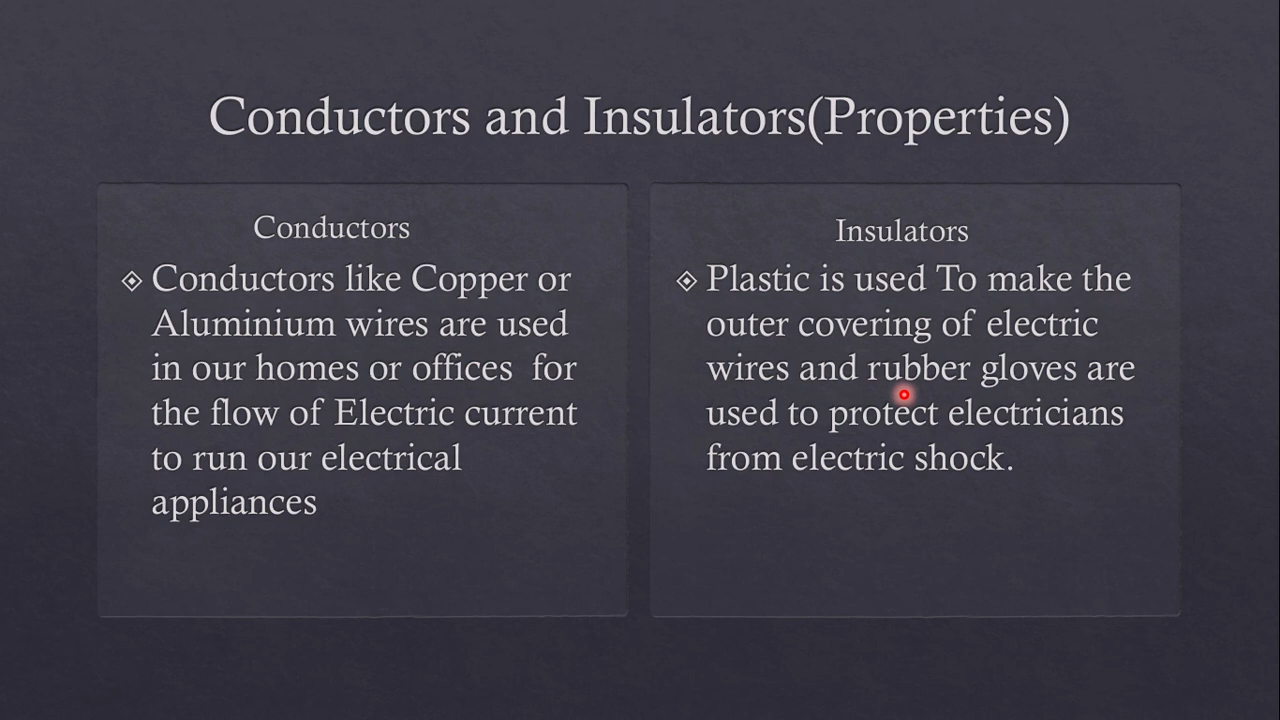 Conductors and Insulators(Properties)
Conductors
Conductors like Copper or
Aluminium wires are used
in our homes or offices  for
the flow of Electric current
to run our electrical
appliances
Insulators
Plastic is used To make the
outer covering of electric
wires and rubber gloves are
used to protect electricians
from electric shock.